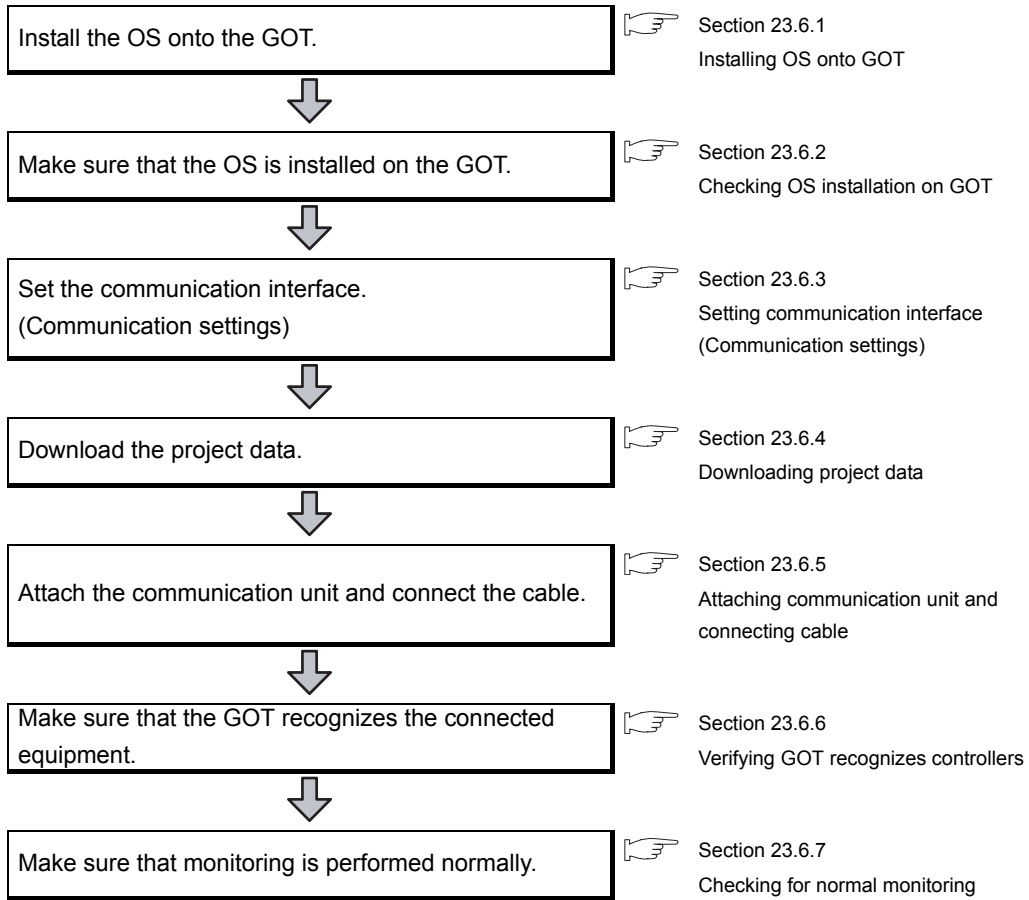 Install the OS onto the GOT.
Section 23.6.1
Installing OS onto GOT
Make sure that the OS is installed on the GOT.
Section 23.6.2
Checking OS installation on GOT
Set the communication interface.
(Communication settings)
Section 23.6.3
Setting communication interface
(Communication settings)
Download the project data.
Section 23.6.4
Downloading project data
Attach the communication unit and connect the cable.
Section 23.6.5
Attaching communication unit and
connecting cable
Make sure that the GOT recognizes the connected
equipment.
Section 23.6.6
Verifying GOT recognizes controllers
Make sure that monitoring is performed normally.
Section 23.6.7
Checking for normal monitoring